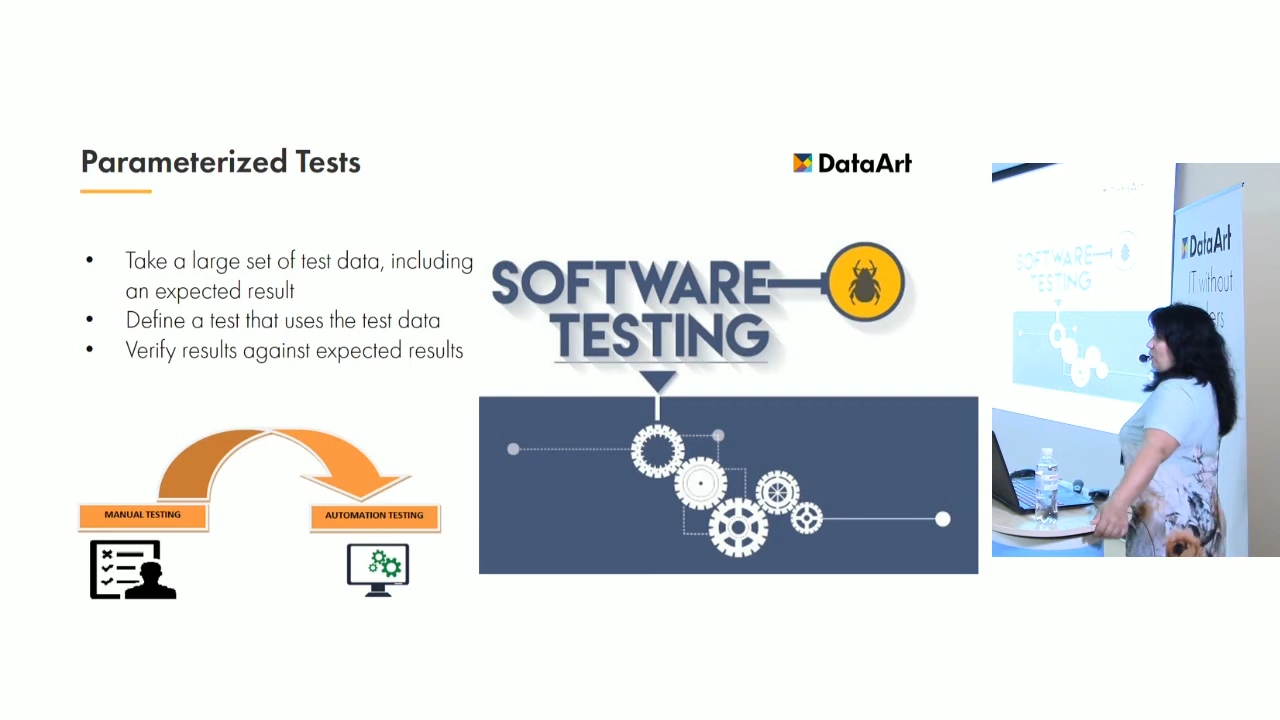 Parameterized Tests
DataArt
• Take a large set of test data, including
an expected result
• Define a test that uses the test data
• Verify results against expected results
SOFTWARE
TESTING
MANUAL TESTING
AUTOMATION TESTING
SOFTWARE
TESTING
DataArt
IT without